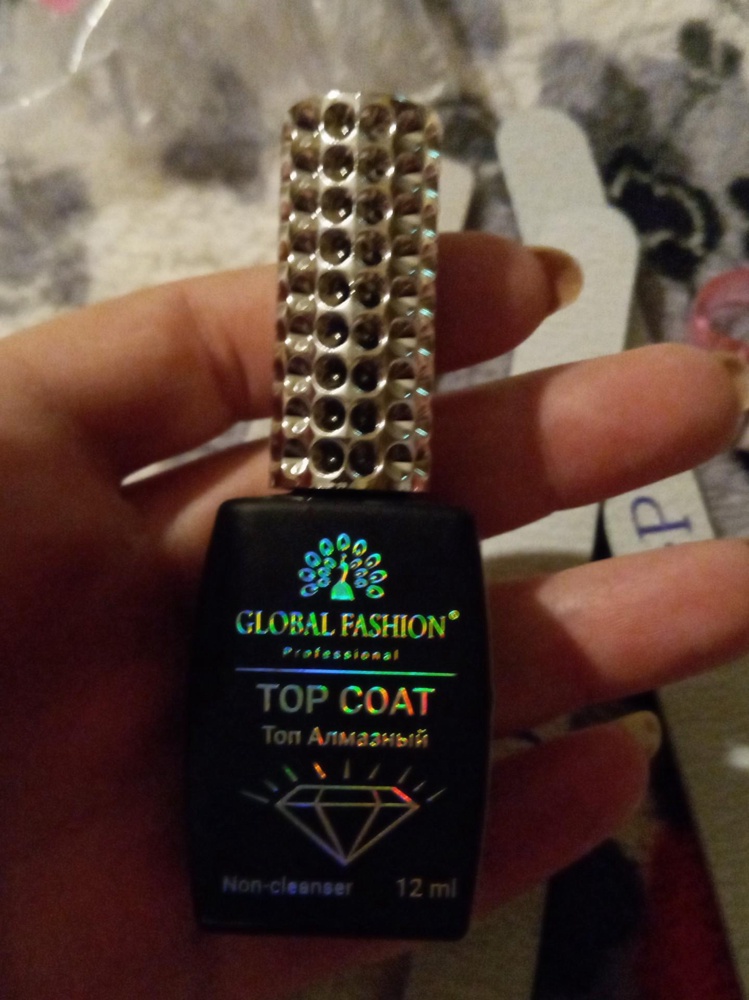 GLOBAL FASHION®
Professional
TOP COAT
Топ Алмазный
Non-cleanser 12 ml